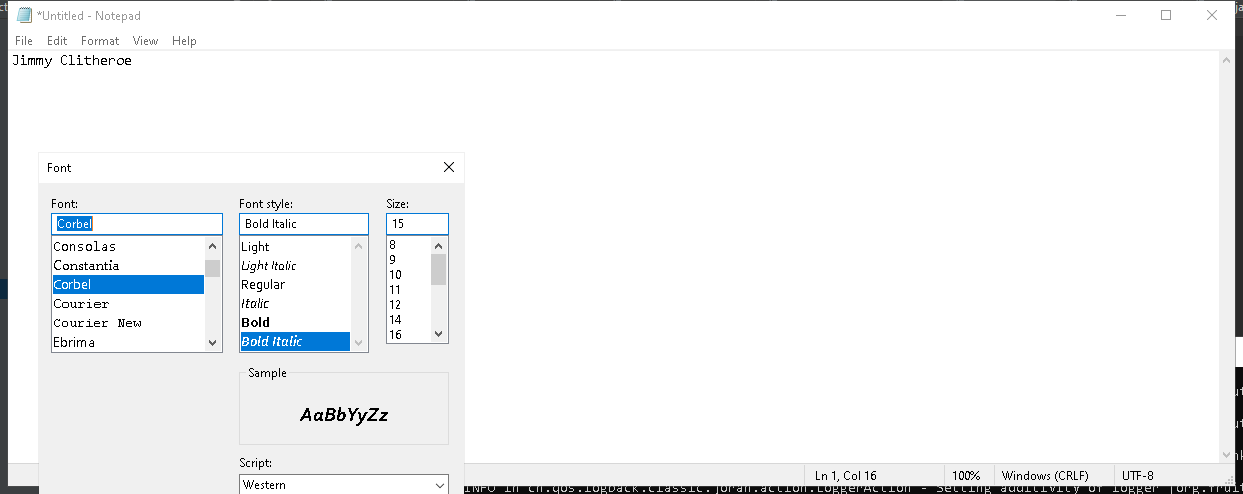 *Untitled - Notepad
File Edit Format View Help
Jimmy Clitheroe
Font
Font: Font style: Size:
Corbel Bold Italic 15
Consolas Light 8
Constantia Light Italic 9
Corbel Regular 10
Courier Italic 11
Courier New Bold 12
Ebrima Bold Italic 14
16
Sample
AaBbYyZz
Script:
Western
Ln 1, Col 16 100% Windows (CRLF) UTF-8
INFO in ch.qos.logback.classic.joran.action.LoggerAction - Setting additivity of logger